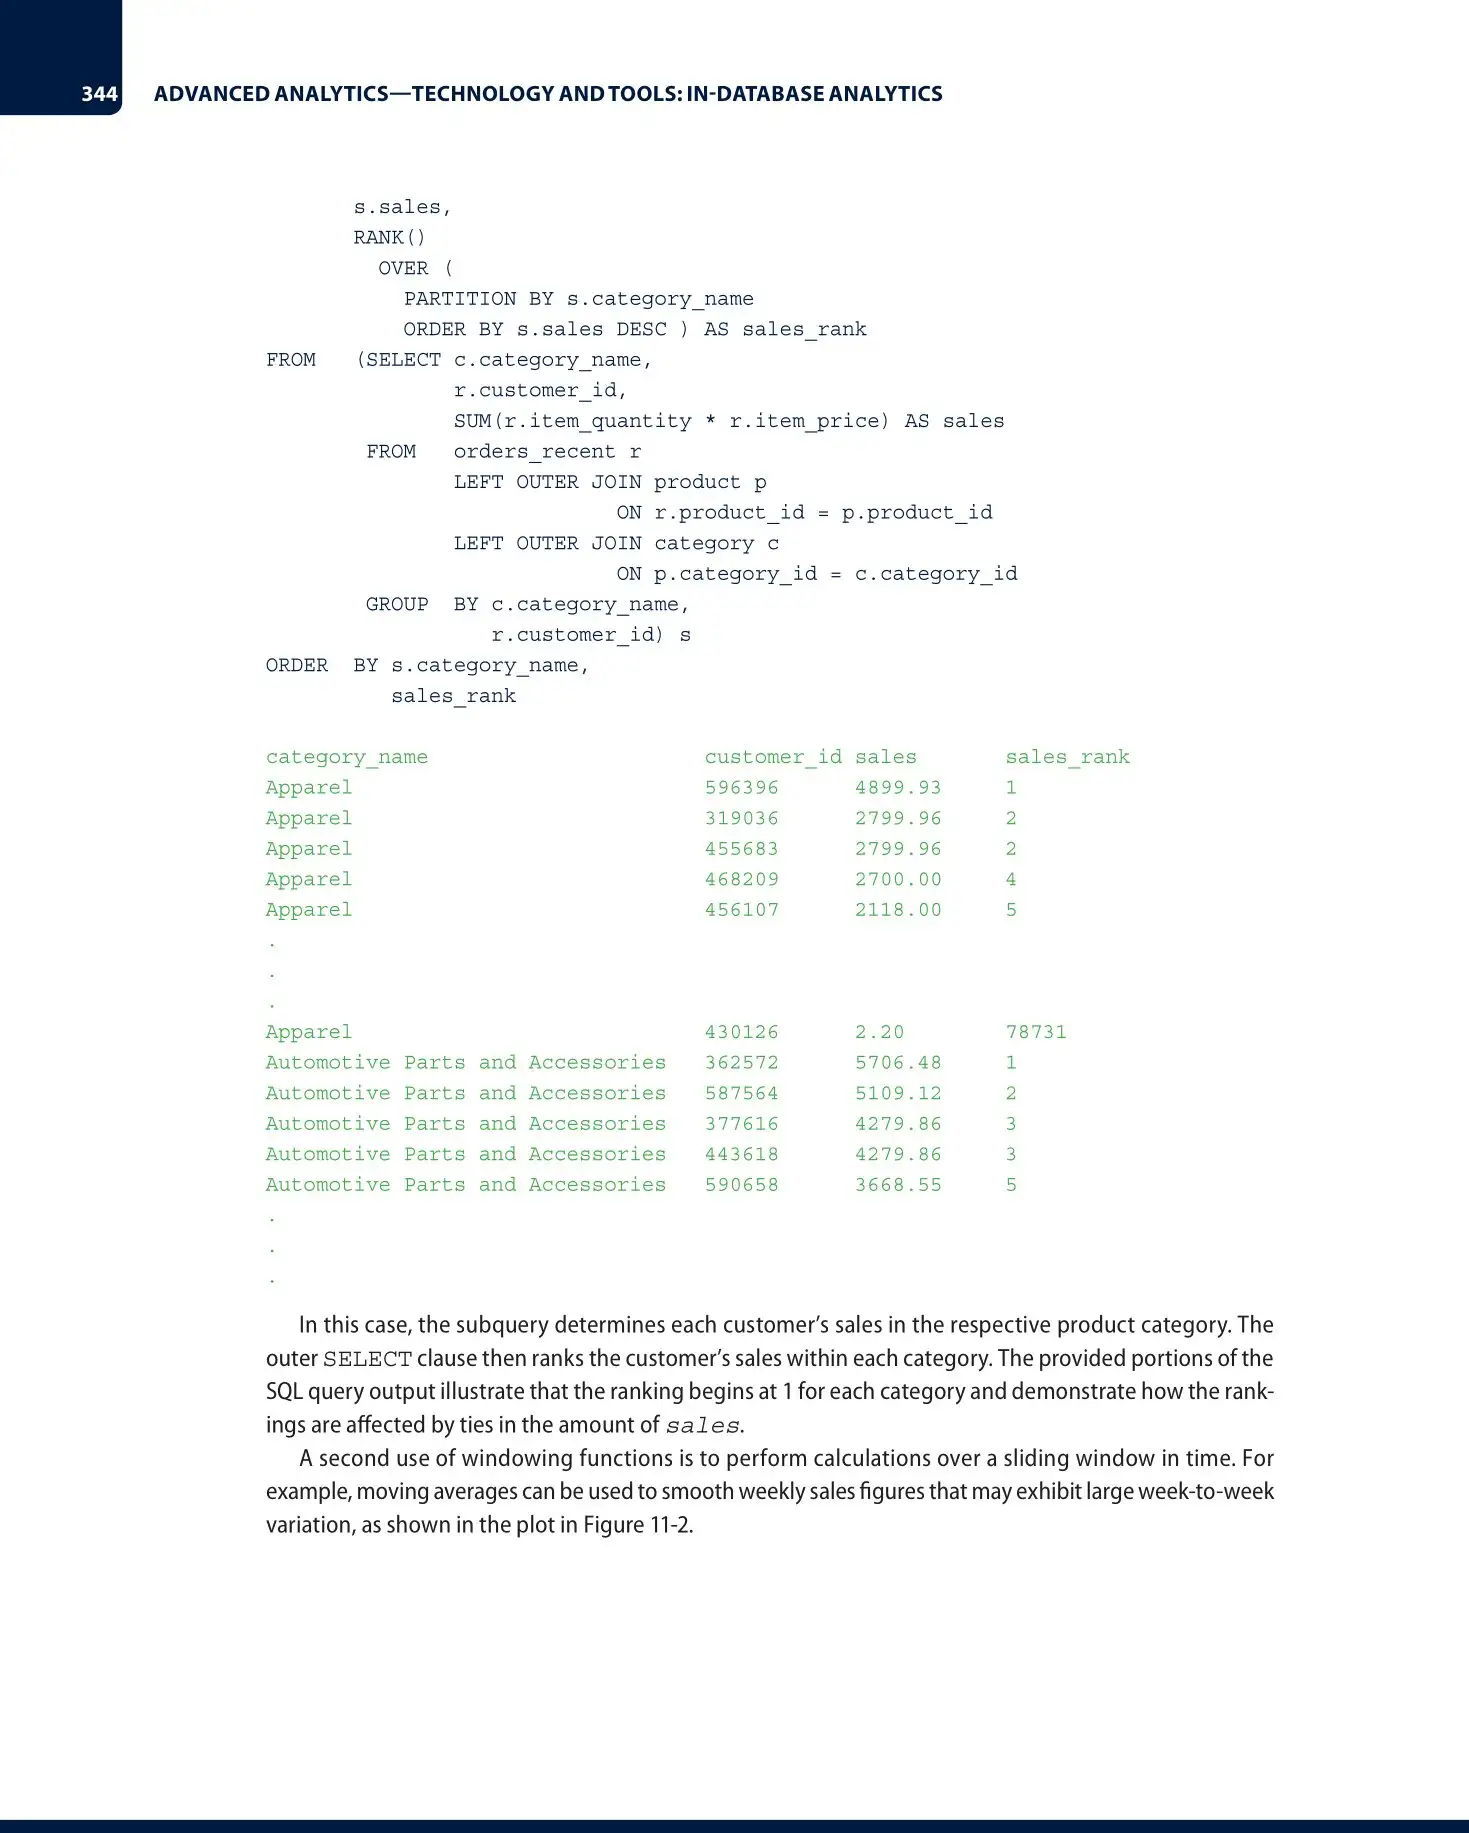 344 ADVANCED ANALYTICS—TECHNOLOGY AND TOOLS: IN-DATABASE ANALYTICS
s.sales,
RANK()
OVER (
PARTITION BY s.category_name
ORDER BY s.sales DESC ) AS sales_rank
FROM (SELECT c.category_name,
r.customer_id,
SUM(r.item_quantity * r.item_price) AS sales
FROM orders_recent r
LEFT OUTER JOIN product p
ON r.product_id = p.product_id
LEFT OUTER JOIN category c
ON p.category_id = c.category_id
GROUP BY c.category_name,
r.customer_id) s
ORDER BY s.category_name,
sales_rank
category_name customer_id sales sales_rank
Apparel 596396 4899.93 1
Apparel 319036 2799.96 2
Apparel 455683 2799.96 2
Apparel 468209 2700.00 4
Apparel 456107 2118.00 5
.
.
.
Apparel 430126 2.20 78731
Automotive Parts and Accessories 362572 5706.48 1
Automotive Parts and Accessories 587564 5109.12 2
Automotive Parts and Accessories 377616 4279.86 3
Automotive Parts and Accessories 443618 4279.86 3
Automotive Parts and Accessories 590658 3668.55 5
.
.
.
In this case, the subquery determines each customer’s sales in the respective product category. The
outer SELECT clause then ranks the customer’s sales within each category. The provided portions of the
SQL query output illustrate that the ranking begins at 1 for each category and demonstrate how the rank-
ings are affected by ties in the amount of sales.
A second use of windowing functions is to perform calculations over a sliding window in time. For
example, moving averages can be used to smooth weekly sales figures that may exhibit large week-to-week
variation, as shown in the plot in Figure 11-2.